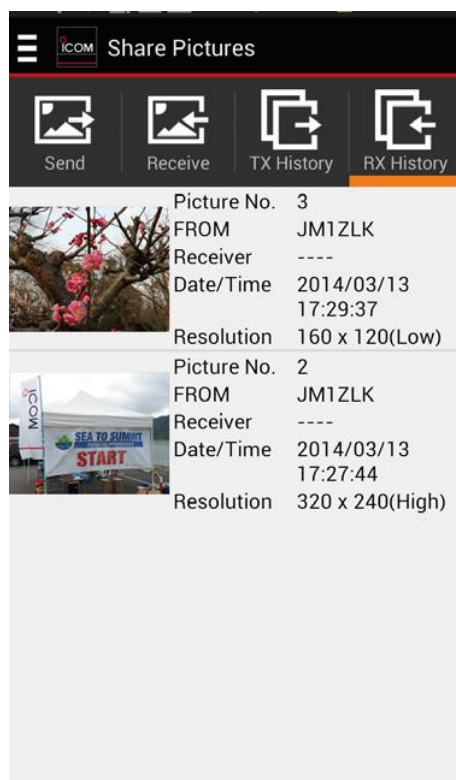 ICOM Share Pictures
Send Receive TX History RX History
Picture No. 3
FROM JM1ZLK
Receiver ----
Date/Time 2014/03/13
17:29:37
Resolution 160 x 120(Low)
Picture No. 2
FROM JM1ZLK
Receiver ----
Date/Time 2014/03/13
17:27:44
Resolution 320 x 240(High)
ICOM
SEA TO SUMMIT
START